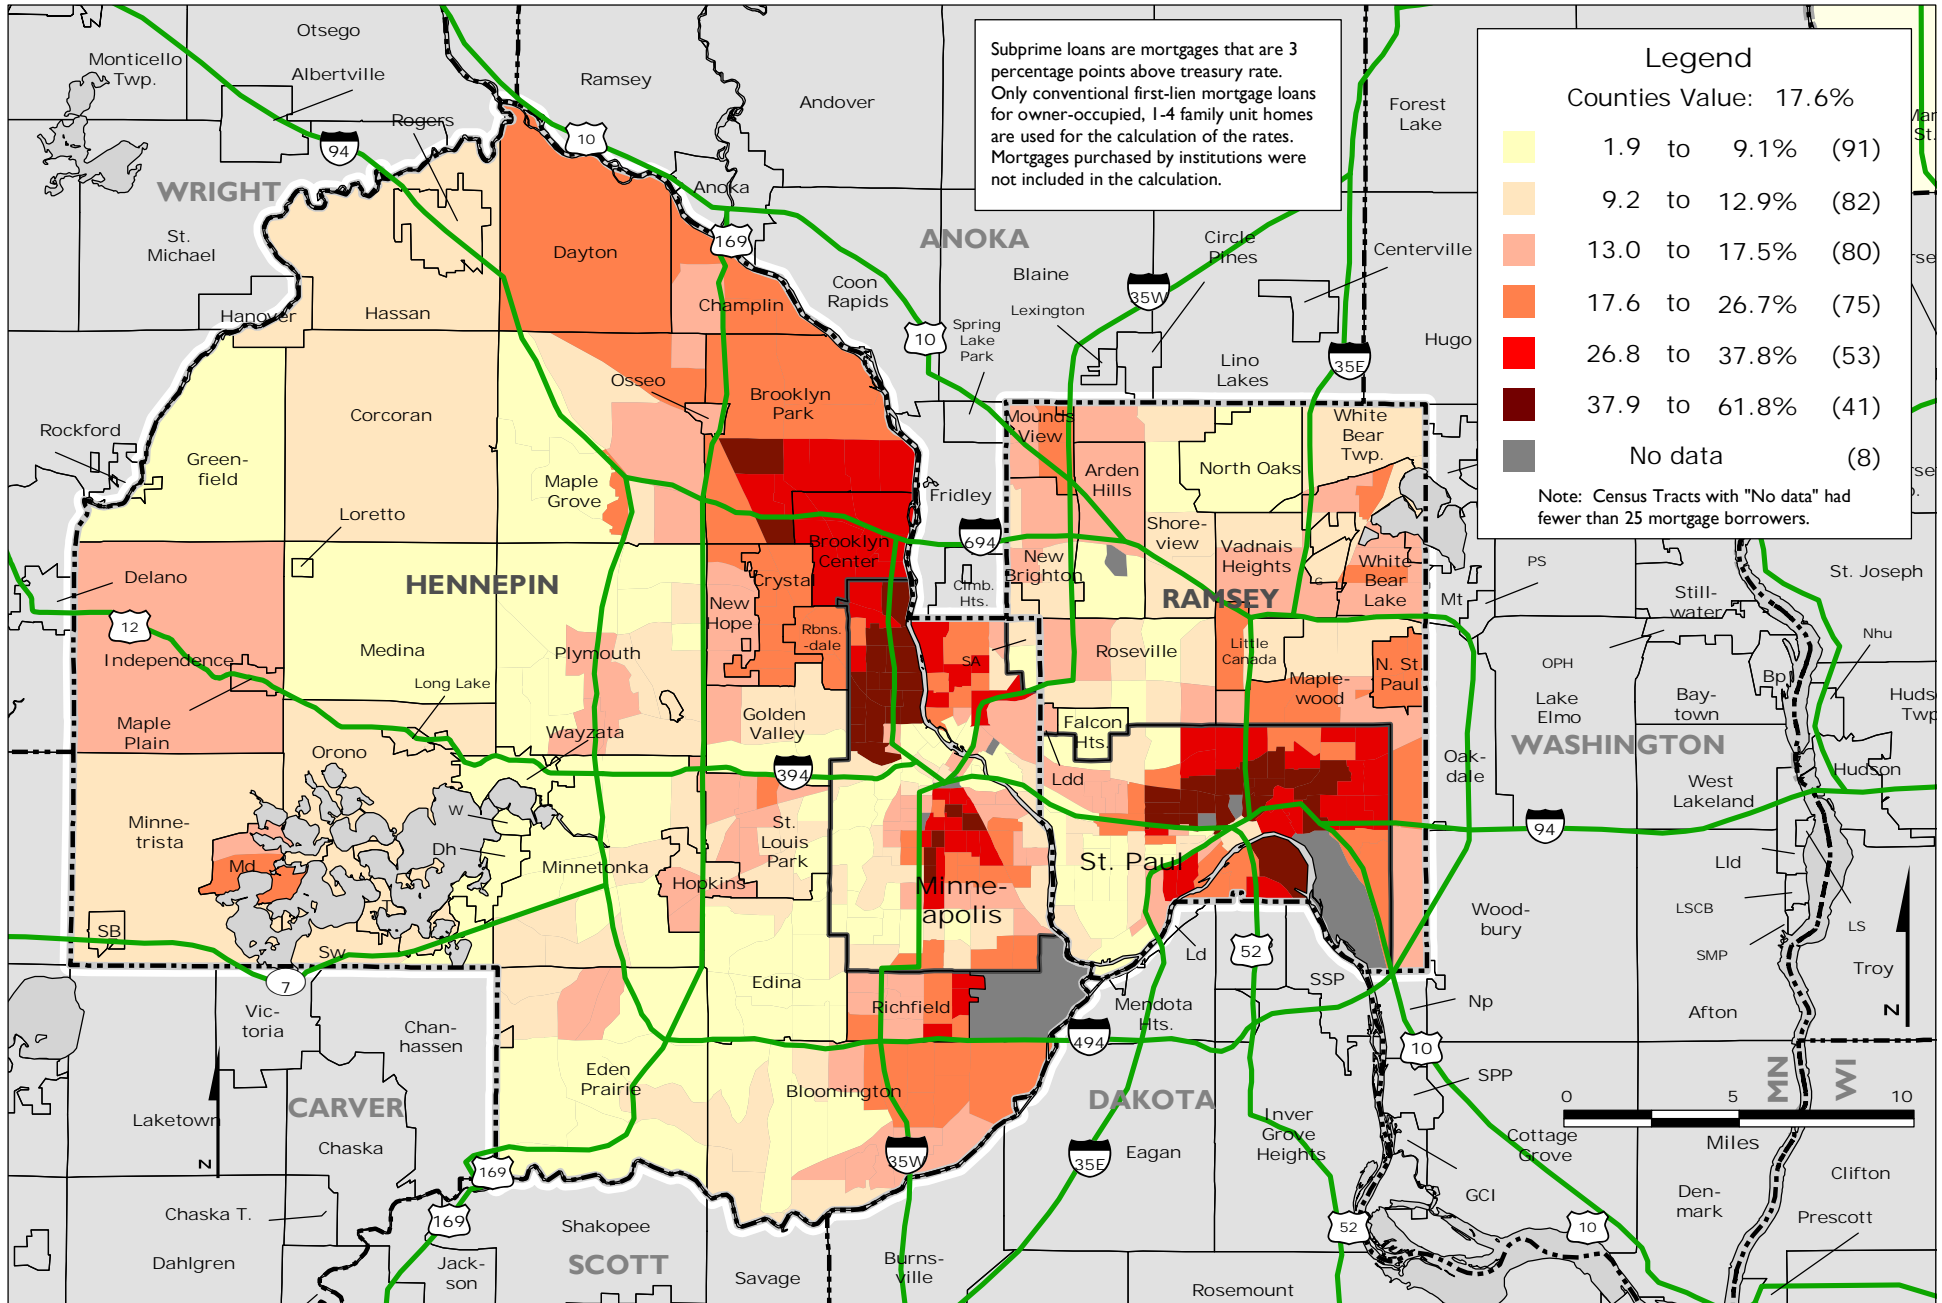 Otsego
Monticello
Twp.
Albertville
Ramsey
Andover
Rogers
94
10
WRIGHT
St.
Michael
Anoka
169
Dayton
Hanover
Hassan
Champlin
Coon
Rapids
Subprime loans are mortgages that are 3
percentage points above treasury rate.
Only conventional first-lien mortgage loans
for owner-occupied, 1-4 family unit homes
are used for the calculation of the rates.
Mortgages purchased by institutions were
not included in the calculation.
ANOKA
Blaine
Circle
Pines
Centerville
35W
Lexington
Spring
Lake
Park
10
Lino
Lakes
35E
Hugo
Forest
Lake
Legend
Counties Value: 17.6%
1.9 to 9.1% (91)
9.2 to 12.9% (82)
13.0 to 17.5% (80)
17.6 to 26.7% (75)
26.8 to 37.8% (53)
37.9 to 61.8% (41)
No data (8)
Note: Census Tracts with "No data" had
fewer than 25 mortgage borrowers.
Rockford
Green-
field
Corcoran
Osseo
Brooklyn
Park
Loretto
Maple
Grove
Fridley
Mounds
View
Arden
Hills
North Oaks
White
Bear
Twp.
694
Brooklyn
Center
Shore-
view
New
Brighton
Vadnais
Heights
White
Bear
Lake
G
Delano
HENNEPIN
Crystal
Clmb.
Hts.
RAMSEY
Mt
PS
St. Joseph
Still-
water
12
New
Hope
Rbns.
-dale
Independence
Medina
Plymouth
SA
Roseville
Little
Canada
N. St.
Paul
Maple-
wood
OPH
Nhu
Bp
Long Lake
Maple
Plain
Wayzata
Golden
Valley
Falcon
Hts.
Lake
Elmo
Bay-
town
Orono
394
Ldd
Oak-
dale
WASHINGTON
Hudson
West
Lakeland
Minne-
trista
W
Dh
Md
Minnetonka
St.
Louis
Park
Hopkins
Minne-
apolis
St. Paul
94
Lld
SB
Sw
Wood-
bury
LSCB
LS
SMP
Troy
7
Edina
Richfield
Ld
52
SSP
Mendota
Hts.
Np
Afton
N
Vic-
toria
Chan-
hassen
494
10
Eden
Prairie
Bloomington
DAKOTA
SPP
MN
WI
0 5 10
Miles
CARVER
Laketown
Chaska
N
Inver
Grove
Heights
Cottage
Grove
169
35W
35E
Eagan
Clifton
GCI
Den-
mark
Chaska T.
169
Shakopee
52
10
Prescott
Dahlgren
Jack-
son
SCOTT
Savage
Burns-
ville
Rosemount